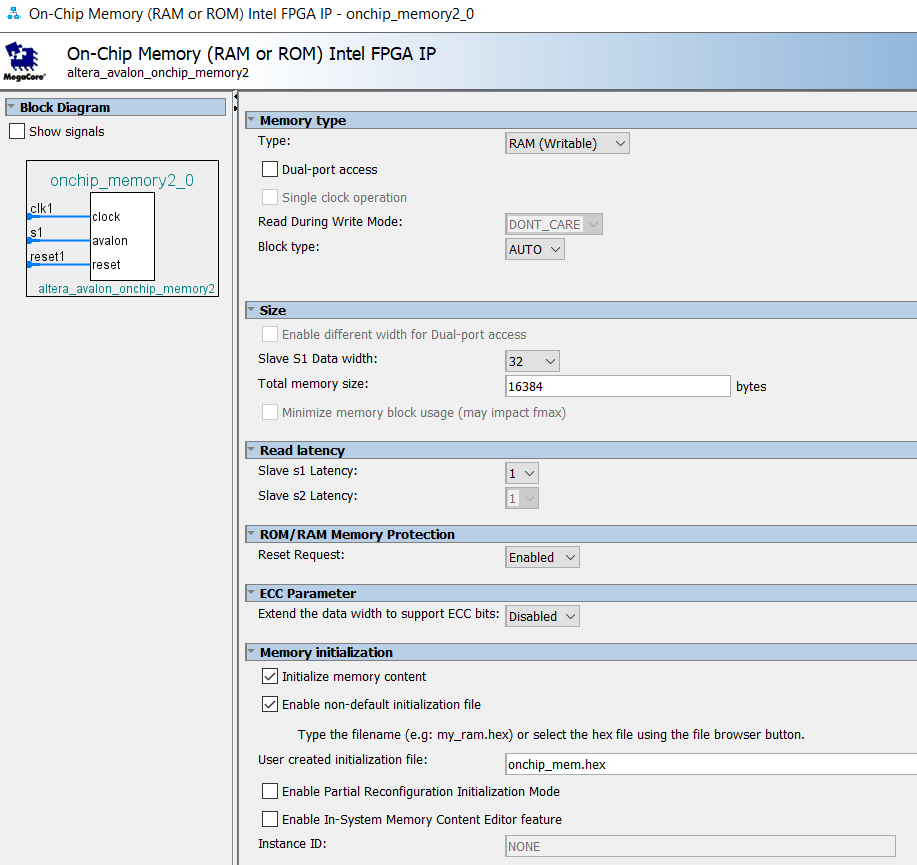 On-Chip Memory (RAM or ROM) Intel FPGA IP - onchip_memory2_0
MegaCore®
On-Chip Memory (RAM or ROM) Intel FPGA IP
altera_avalon_onchip_memory2
Block Diagram
Show signals
onchip_memory2_0
clk1
clock
s1
avalon
reset1
reset
altera_avalon_onchip_memory2
Memory type
Type: RAM (Writable)
Dual-port access
Single clock operation
Read During Write Mode: DONT_CARE
Block type: AUTO
Size
Enable different width for Dual-port access
Slave S1 Data width: 32
Total memory size: 16384 bytes
Minimize memory block usage (may impact fmax)
Read latency
Slave s1 Latency: 1
Slave s2 Latency: 1
ROM/RAM Memory Protection
Reset Request: Enabled
ECC Parameter
Extend the data width to support ECC bits: Disabled
Memory initialization
Initialize memory content
Enable non-default initialization file
Type the filename (e.g: my_ram.hex) or select the hex file using the file browser button.
User created initialization file: onchip_mem.hex
Enable Partial Reconfiguration Initialization Mode
Enable In-System Memory Content Editor feature
Instance ID: NONE